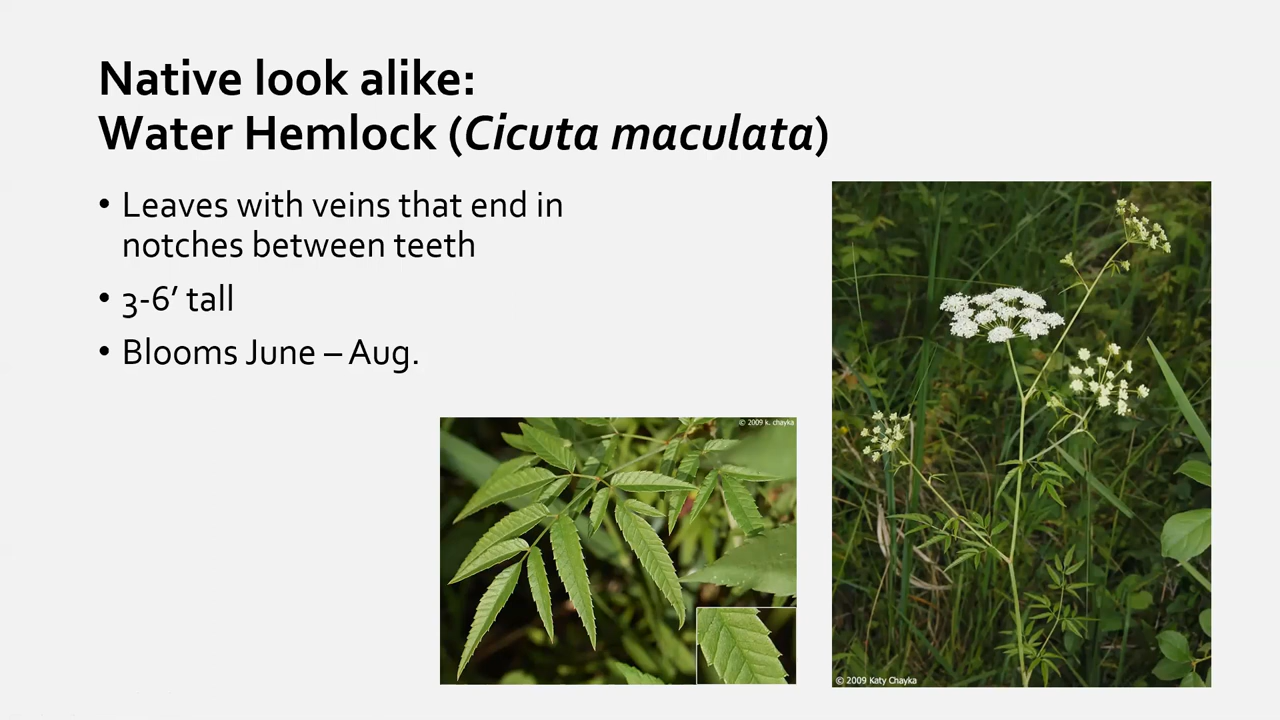 Native look alike:
Water Hemlock (Cicuta maculata)
• Leaves with veins that end in
notches between teeth
• 3-6’ tall
• Blooms June – Aug.
© 2009 k. chayka
© 2009 Katy Chayka